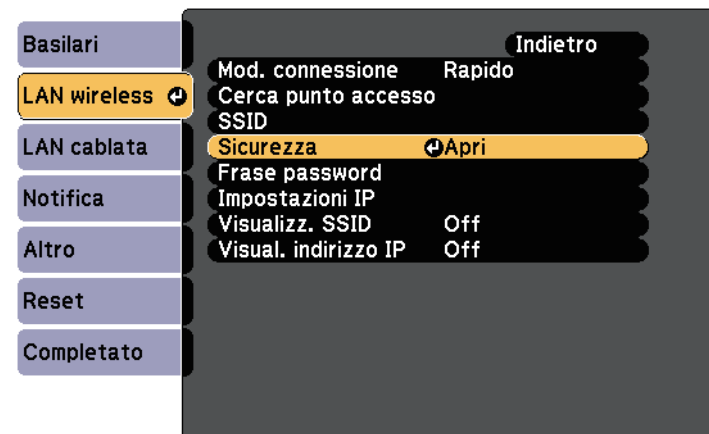 Basilari
LAN wireless
LAN cablata
Notifica
Altro
Reset
Completato
Indietro
Mod. connessione Rapido
Cerca punto accesso
SSID
Sicurezza Apri
Frase password
Impostazioni IP
Visualizz. SSID Off
Visual. indirizzo IP Off